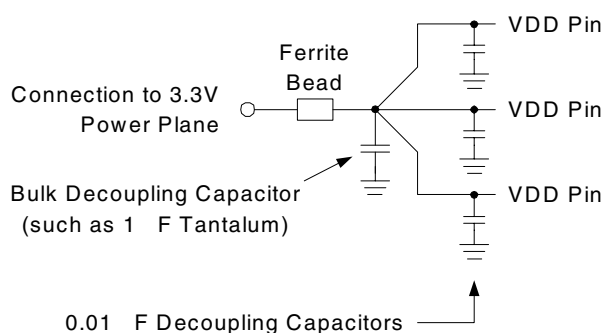 Ferrite
Bead
VDD Pin
Connection to 3.3V
Power Plane
VDD Pin
Bulk Decoupling Capacitor
(such as 1 F Tantalum)
VDD Pin
0.01 F Decoupling Capacitors